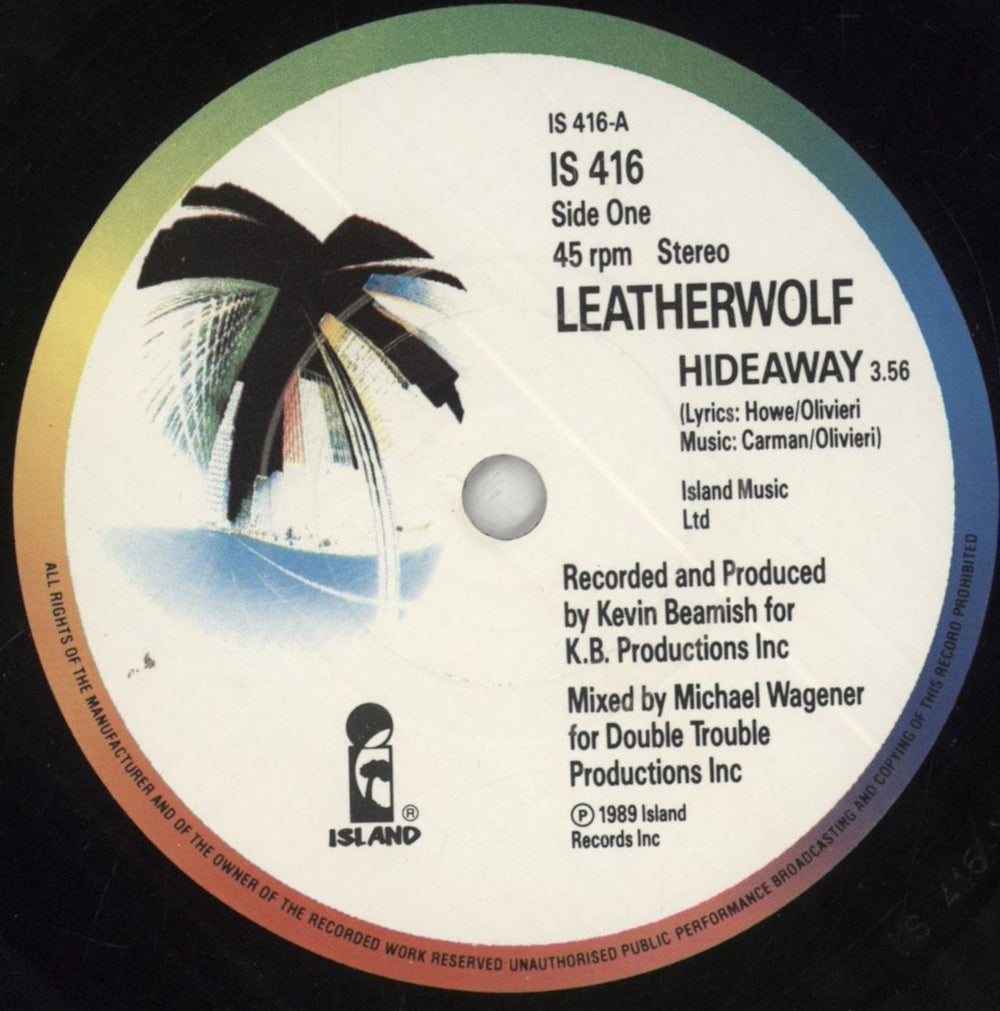 IS 416-A
IS 416
Side One
45 rpm Stereo
LEATHERWOLF
HIDEAWAY 3.56
(Lyrics: Howe/Olivieri
Music: Carman/Olivieri)
Island Music
Ltd
Recorded and Produced
by Kevin Beamish for
K.B. Productions Inc
Mixed by Michael Wagener
for Double Trouble
Productions Inc
Ⓟ 1989 Island
Records Inc
®
ISLAND
ALL RIGHTS OF THE MANUFACTURER AND OF THE OWNER OF THE RECORDED WORK RESERVED UNAUTHORISED PUBLIC PERFORMANCE BROADCASTING AND COPYING OF THIS RECORD PROHIBITED
IS 416